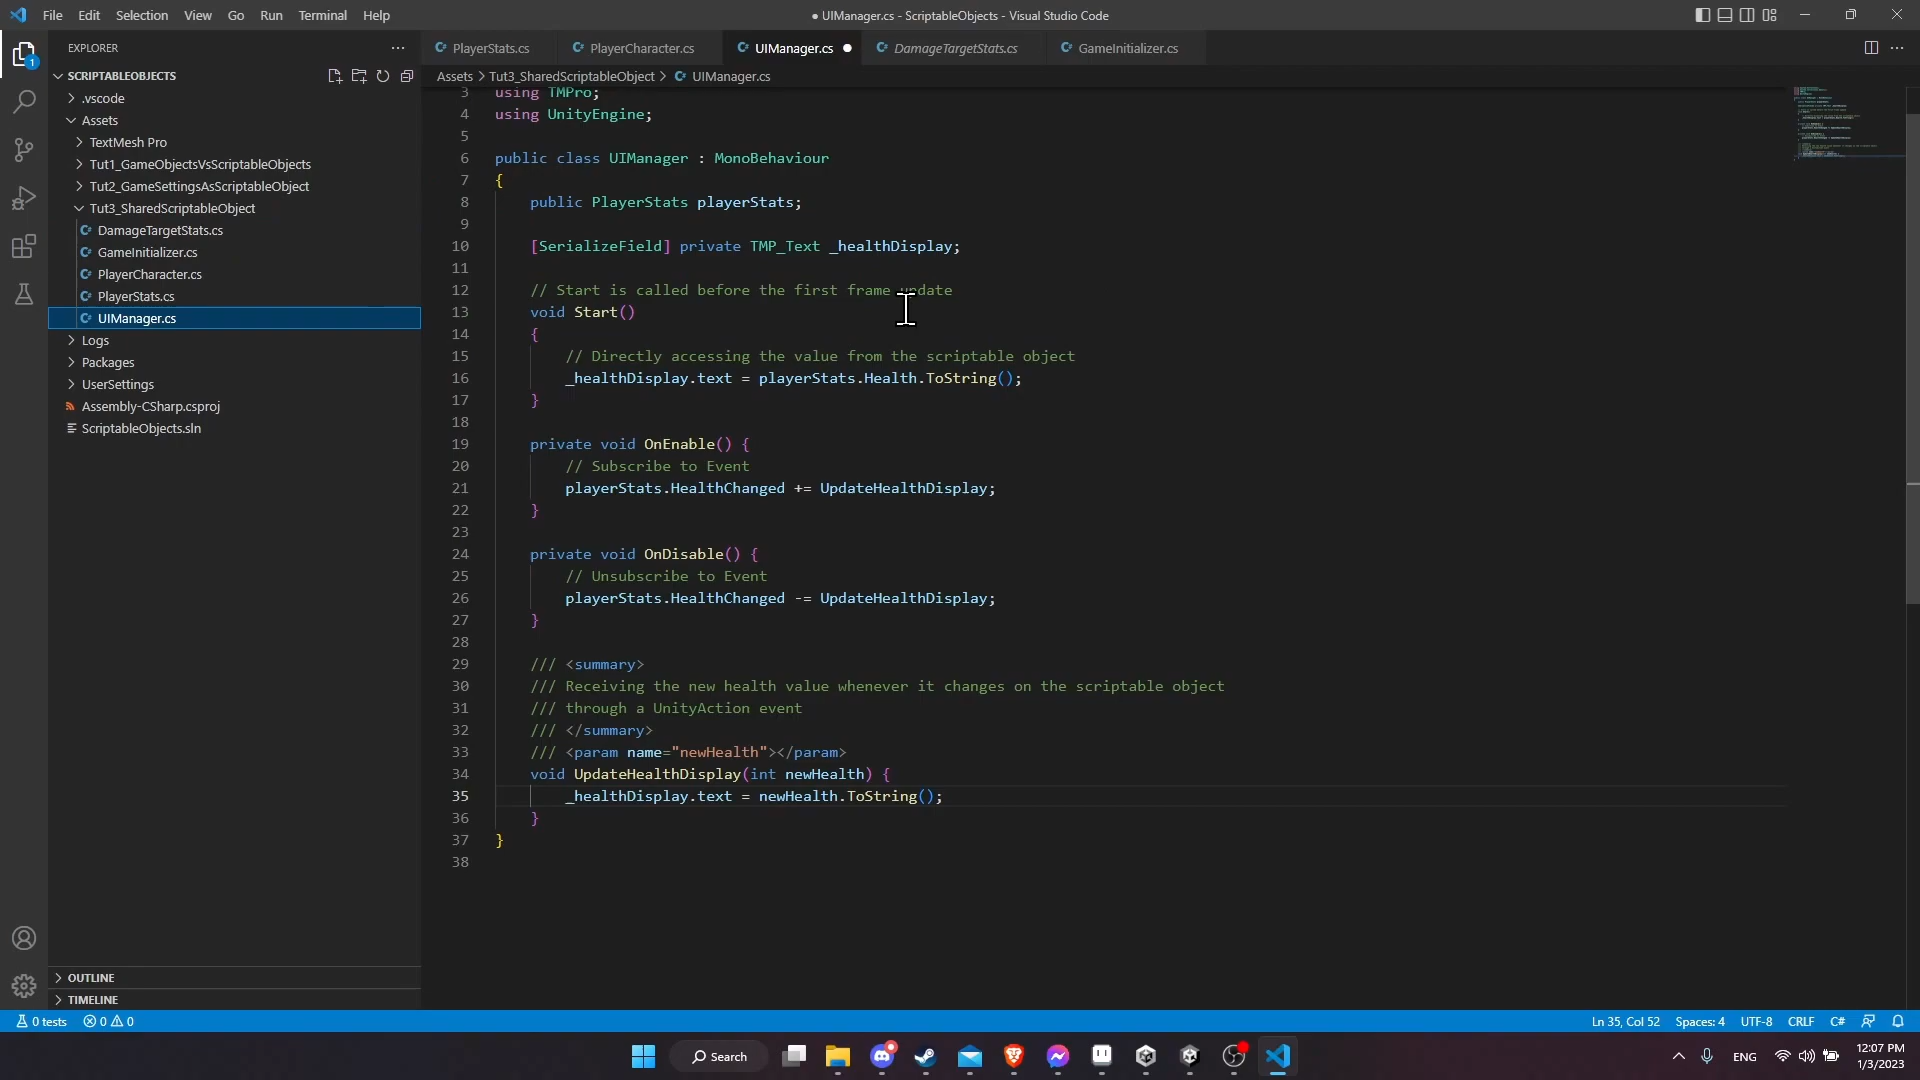 File Edit Selection View Go Run Terminal Help
● UIManager.cs - ScriptableObjects - Visual Studio Code
EXPLORER
PlayerStats.cs PlayerCharacter.cs UIManager.cs DamageTargetStats.cs GameInitializer.cs
SCRIPTABLEOBJECTS
Assets > Tut3_SharedScriptableObject > UIManager.cs
.vscode
Assets
TextMesh Pro
Tut1_GameObjectsVsScriptableObjects
Tut2_GameSettingsAsScriptableObject
Tut3_SharedScriptableObject
DamageTargetStats.cs
GameInitializer.cs
PlayerCharacter.cs
PlayerStats.cs
UIManager.cs
Logs
Packages
UserSettings
Assembly-CSharp.csproj
ScriptableObjects.sln
1
OUTLINE
TIMELINE
3 using TMPro;
4 using UnityEngine;
5
6 public class UIManager : MonoBehaviour
7 {
8 public PlayerStats playerStats;
9
10 [SerializeField] private TMP_Text _healthDisplay;
11
12 // Start is called before the first frame update
13 void Start()
14 {
15 // Directly accessing the value from the scriptable object
16 _healthDisplay.text = playerStats.Health.ToString();
17 }
18
19 private void OnEnable() {
20 // Subscribe to Event
21 playerStats.HealthChanged += UpdateHealthDisplay;
22 }
23
24 private void OnDisable() {
25 // Unsubscribe to Event
26 playerStats.HealthChanged -= UpdateHealthDisplay;
27 }
28
29 /// <summary>
30 /// Receiving the new health value whenever it changes on the scriptable object
31 /// through a UnityAction event
32 /// </summary>
33 /// <param name="newHealth"></param>
34 void UpdateHealthDisplay(int newHealth) {
35 _healthDisplay.text = newHealth.ToString();
36 }
37 }
38
0 tests 0 0 Ln 35, Col 52 Spaces: 4 UTF-8 CRLF C#
Search
ENG
12:07 PM
1/3/2023